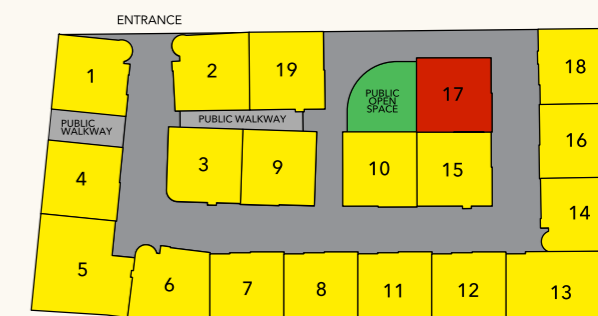 ENTRANCE
1
2
19
18
17
PUBLIC
OPEN
SPACE
PUBLIC
WALKWAY
PUBLIC WALKWAY
16
3
9
10
15
4
14
5
6
7
8
11
12
13